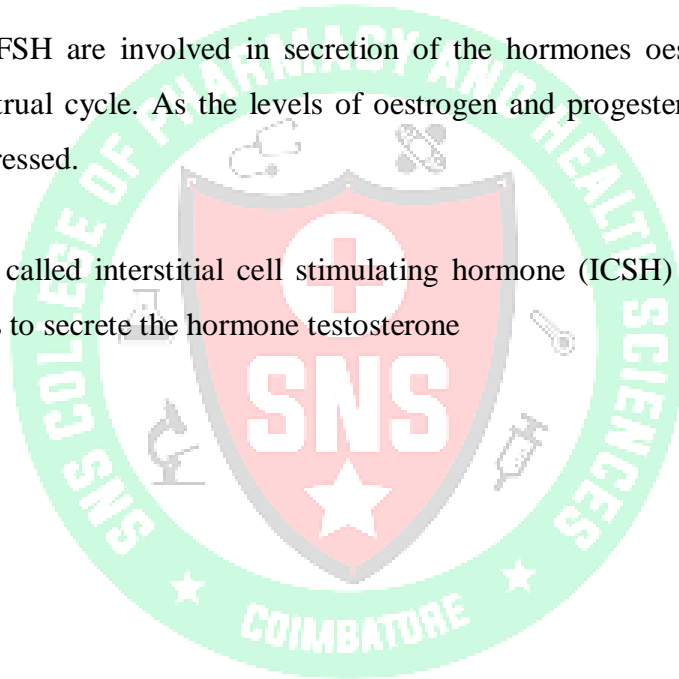 FSH are involved in secretion of the hormones oes
trual cycle. As the levels of oestrogen and progester
ressed.
called interstitial cell stimulating hormone (ICSH)
s to secrete the hormone testosterone
SNS COLLEGE OF PHARMACY AND HEALTH SCIENCES
SNS
COIMBATORE